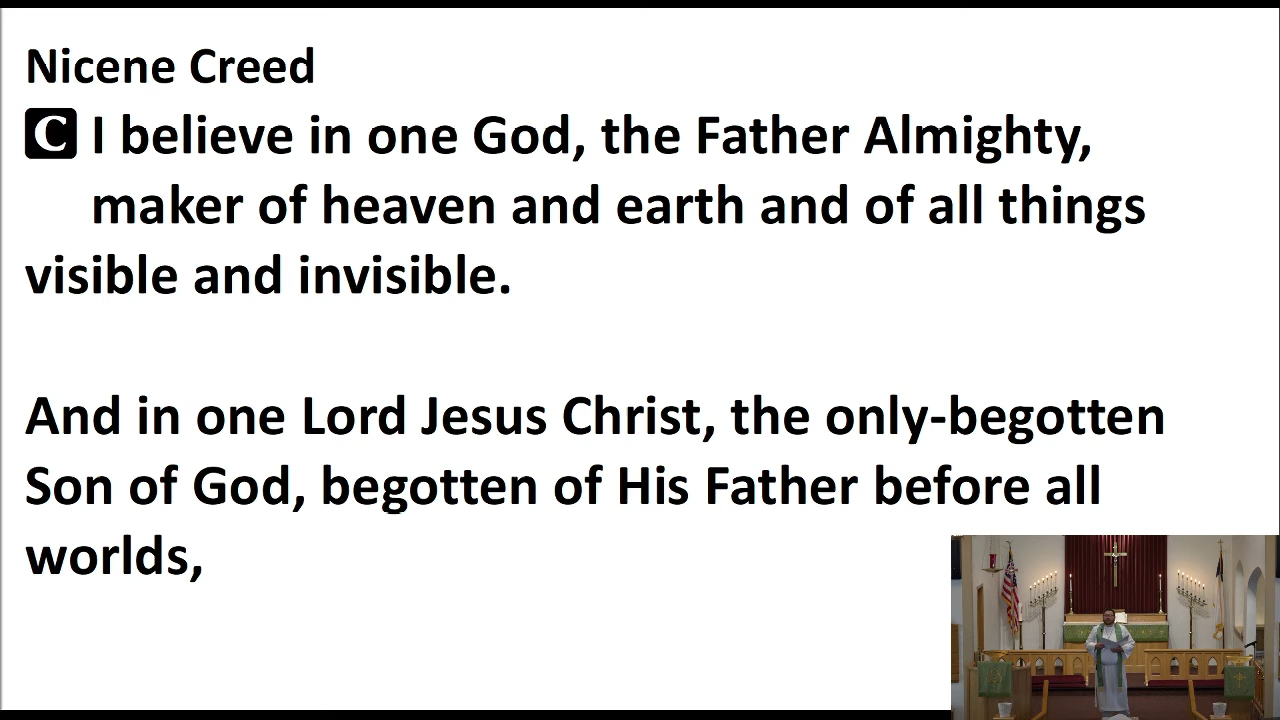 Nicene Creed
C I believe in one God, the Father Almighty,
maker of heaven and earth and of all things
visible and invisible.
And in one Lord Jesus Christ, the only-begotten
Son of God, begotten of His Father before all
worlds,